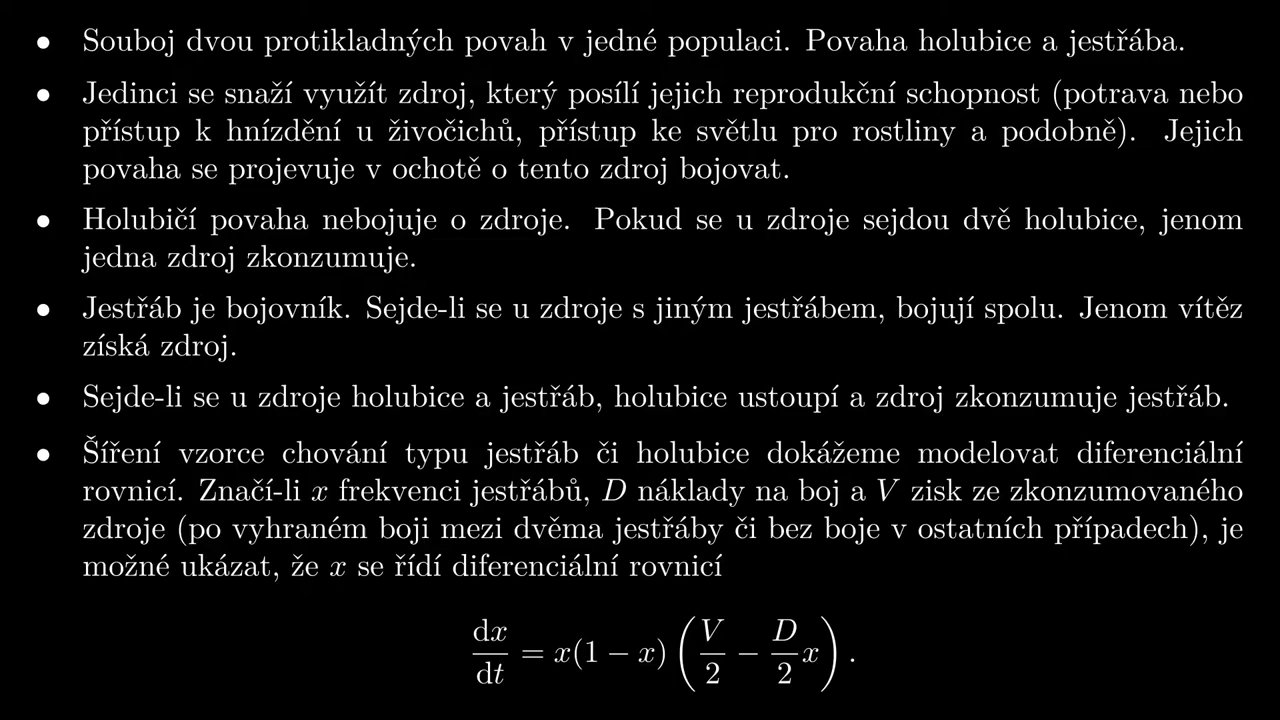 • Souboj dvou protikladných povah v jedné populaci. Povaha holubice a jestřába.
• Jedinci se snaží využít zdroj, který posílí jejich reprodukční schopnost (potrava nebo
přístup k hnízdění u živočichů, přístup ke světlu pro rostliny a podobně). Jejich
povaha se projevuje v ochotě o tento zdroj bojovat.
• Holubičí povaha nebojuje o zdroje. Pokud se u zdroje sejdou dvě holubice, jenom
jedna zdroj zkonzumuje.
• Jestřáb je bojovník. Sejde-li se u zdroje s jiným jestřábem, bojují spolu. Jenom vítěz
získá zdroj.
• Sejde-li se u zdroje holubice a jestřáb, holubice ustoupí a zdroj zkonzumuje jestřáb.
• Šíření vzorce chování typu jestřáb či holubice dokážeme modelovat diferenciální
rovnicí. Značí-li x frekvenci jestřábů, D náklady na boj a V zisk ze zkonzumovaného
zdroje (po vyhraném boji mezi dvěma jestřáby či bez boje v ostatních případech), je
možné ukázat, že x se řídí diferenciální rovnicí
dx/dt = x(1 − x) (V/2 − D/2 x).